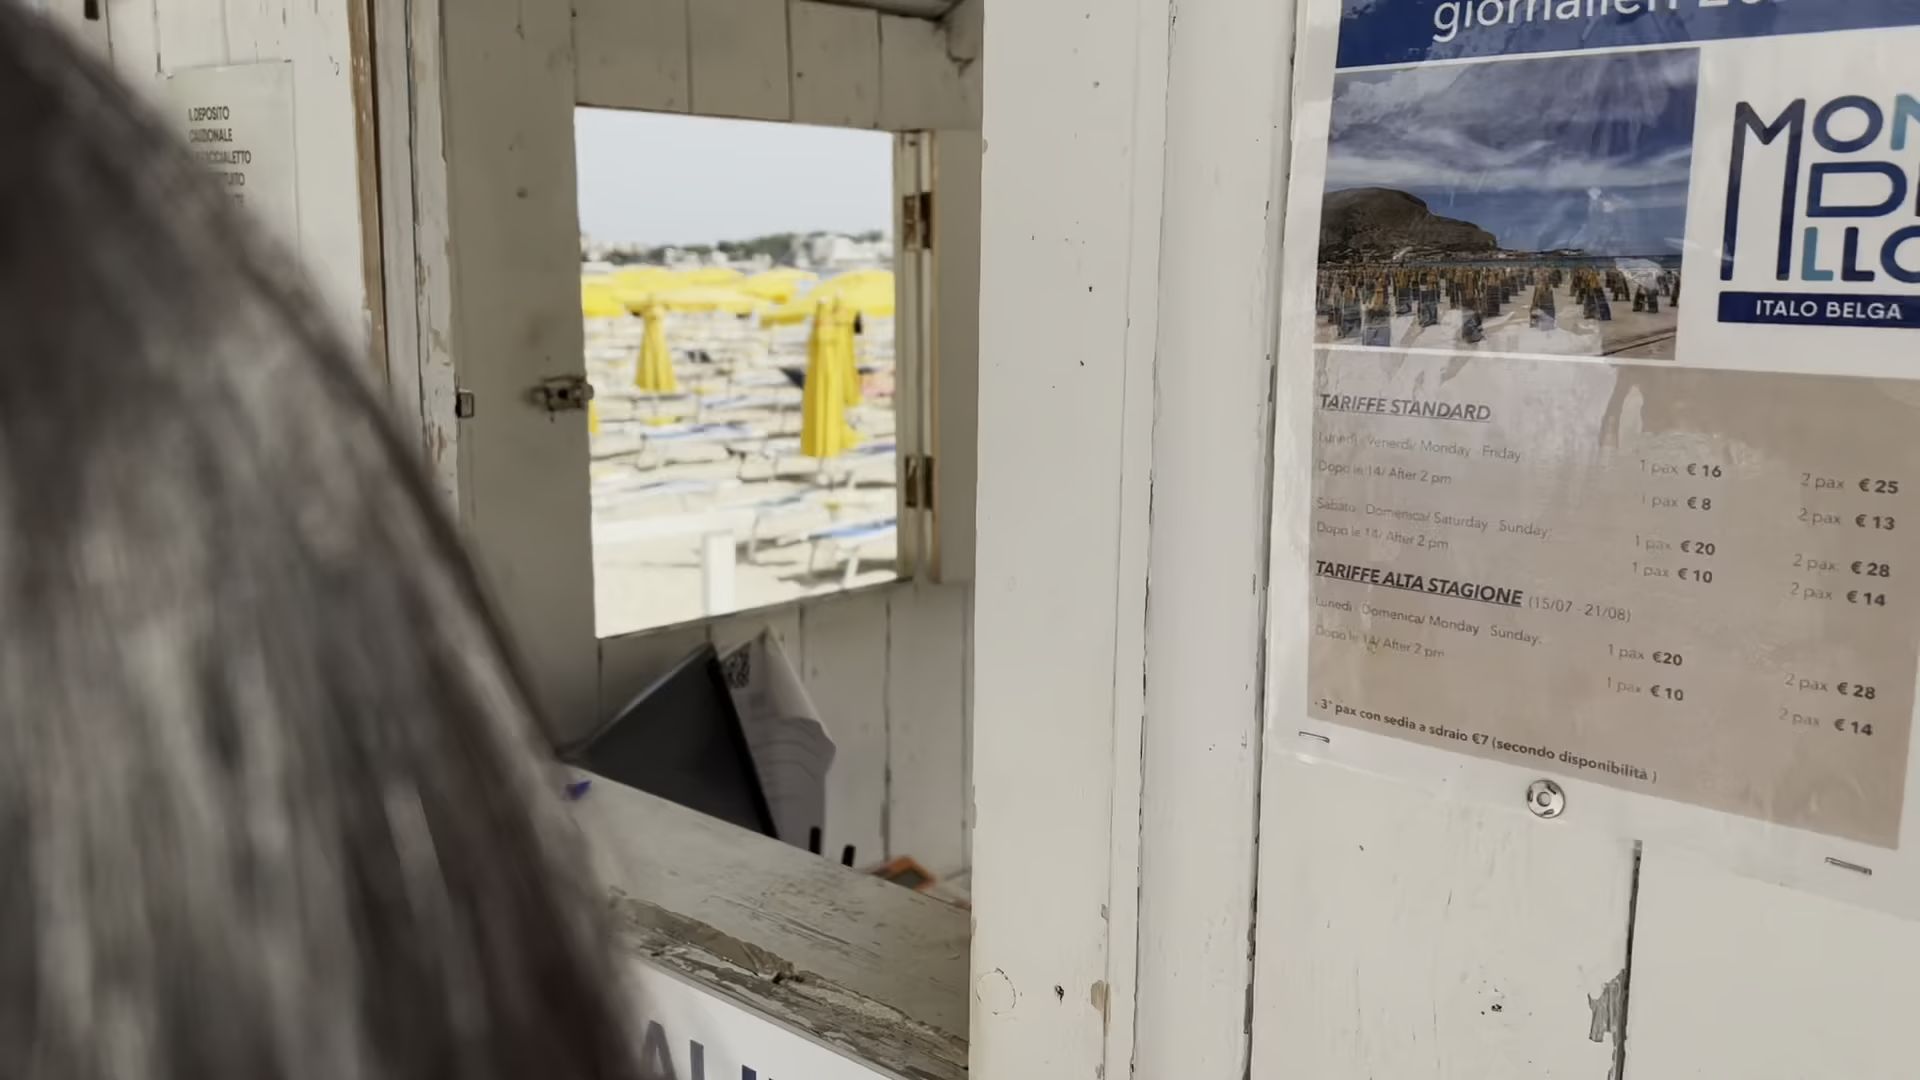 IL DEPOSITO
CAUZIONALE
giornalieri
MONDELLO
ITALO BELGA
TARIFFE STANDARD
Lunedì - Venerdì/ Monday - Friday: 1 pax € 16 2 pax € 25
Dopo le 14/ After 2 pm 1 pax € 8 2 pax € 13
Sabato - Domenica/ Saturday - Sunday: 1 pax € 20 2 pax € 28
Dopo le 14/ After 2 pm 1 pax € 10 2 pax € 14
TARIFFE ALTA STAGIONE (15/07 - 21/08)
Lunedì - Domenica/ Monday - Sunday: 1 pax €20 2 pax € 28
Dopo le 14/ After 2 pm 1 pax € 10 2 pax € 14
- 3° pax con sedia a sdraio €7 (secondo disponibilità )